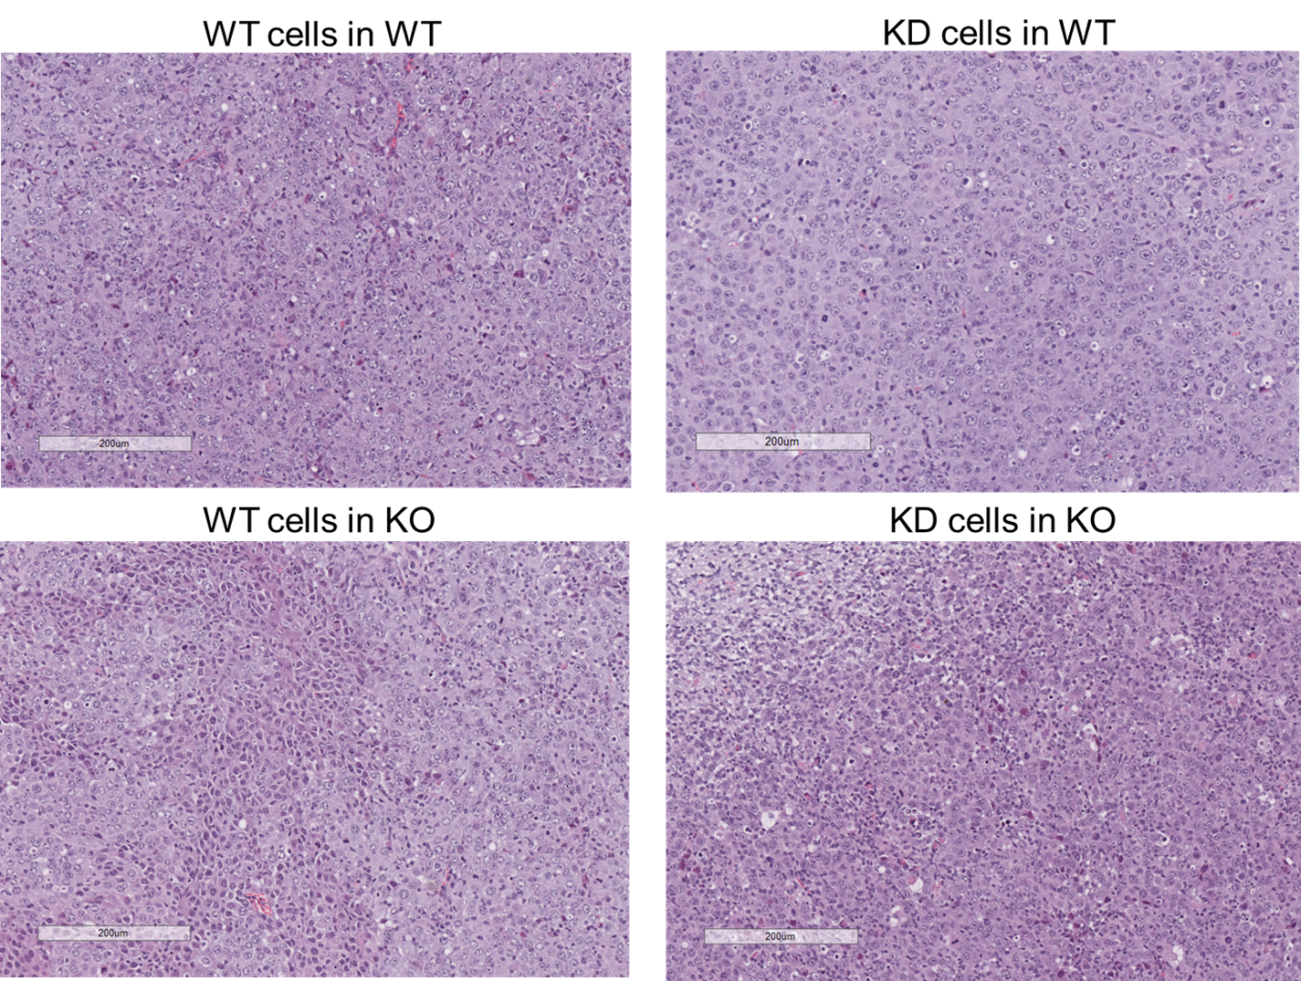 WT cells in WT
KD cells in WT
200um
200um
WT cells in KO
KD cells in KO
200um
200um